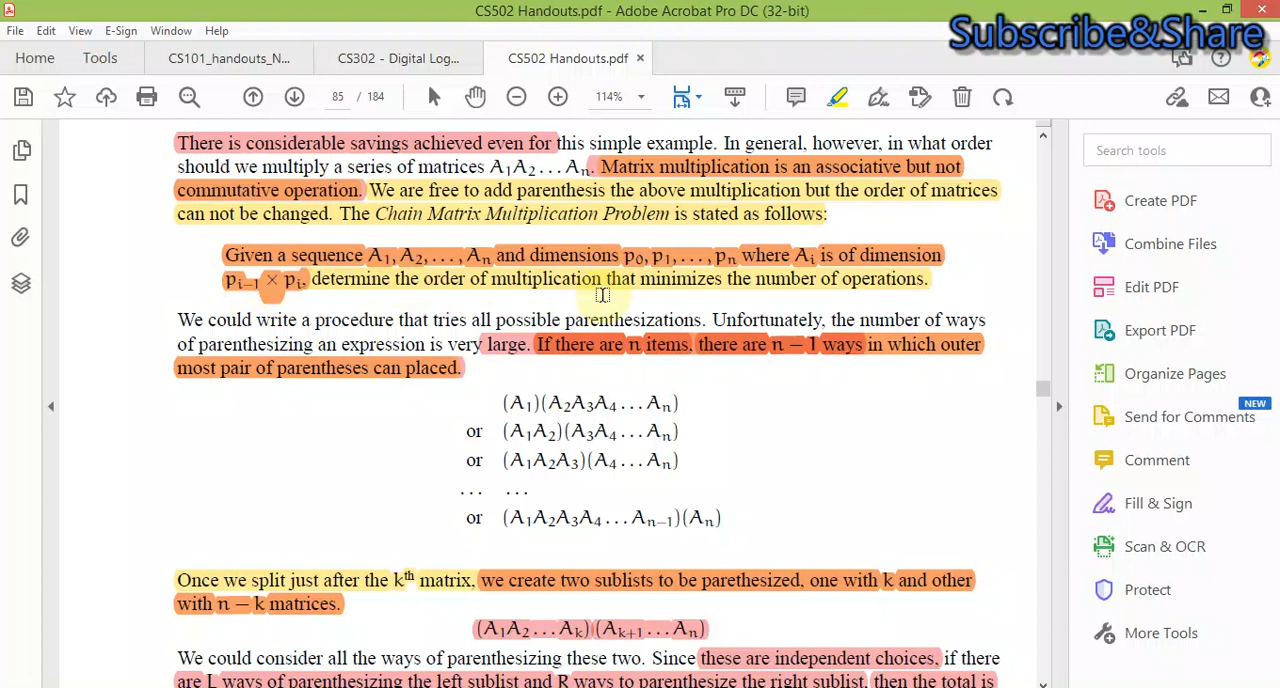 CS502 Handouts.pdf - Adobe Acrobat Pro DC (32-bit)
File Edit View E-Sign Window Help
Subscribe&Share
Home Tools CS101_handouts_N... CS302 - Digital Log... CS502 Handouts.pdf ×
85 / 184 114%
There is considerable savings achieved even for this simple example. In general, however, in what order
should we multiply a series of matrices A₁A₂ . . . Aₙ. Matrix multiplication is an associative but not
commutative operation. We are free to add parenthesis the above multiplication but the order of matrices
can not be changed. The Chain Matrix Multiplication Problem is stated as follows:
Given a sequence A₁, A₂, . . . , Aₙ and dimensions p₀, p₁, . . . , pₙ where Aᵢ is of dimension
pᵢ₋₁ × pᵢ, determine the order of multiplication that minimizes the number of operations.
We could write a procedure that tries all possible parenthesizations. Unfortunately, the number of ways
of parenthesizing an expression is very large. If there are n items, there are n − 1 ways in which outer
most pair of parentheses can placed.
(A₁)(A₂A₃A₄ . . . Aₙ)
or (A₁A₂)(A₃A₄ . . . Aₙ)
or (A₁A₂A₃)(A₄ . . . Aₙ)
. . . . . .
or (A₁A₂A₃A₄ . . . Aₙ₋₁)(Aₙ)
Once we split just after the kᵗʰ matrix, we create two sublists to be parethesized, one with k and other
with n − k matrices.
(A₁A₂ . . . Aₖ)(Aₖ₊₁ . . . Aₙ)
We could consider all the ways of parenthesizing these two. Since these are independent choices, if there
are L ways of parenthesizing the left sublist and R ways to parenthesize the right sublist, then the total is
Search tools
Create PDF
Combine Files
Edit PDF
Export PDF
Organize Pages
NEW
Send for Comments
Comment
Fill & Sign
Scan & OCR
Protect
More Tools